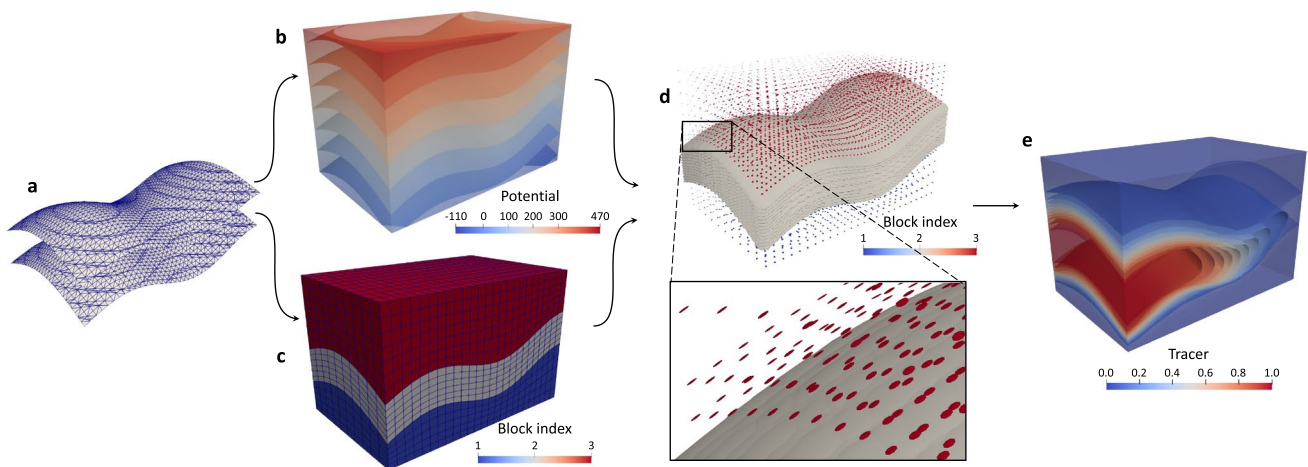 a
b
Potential
-110 0 100 200 300 470
c
Block index
1 2 3
d
Block index
1 2 3
e
Tracer
0.0 0.2 0.4 0.6 0.8 1.0